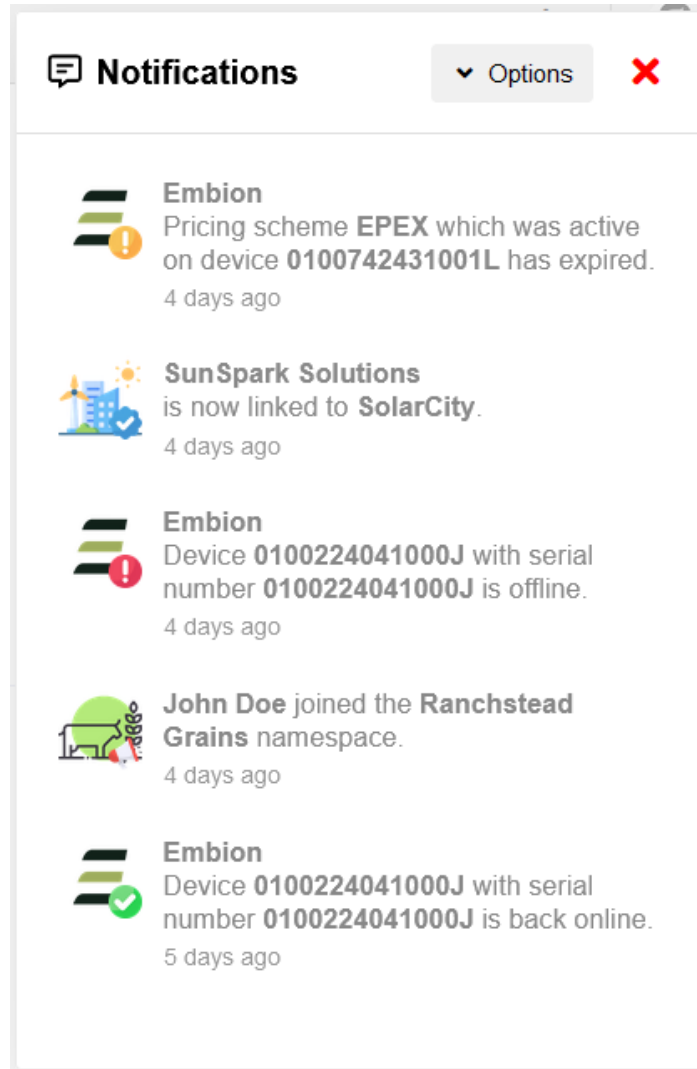 Notifications
Options
Embion
Pricing scheme EPEX which was active
on device 0100742431001L has expired.
4 days ago
SunSpark Solutions
is now linked to SolarCity.
4 days ago
Embion
Device 0100224041000J with serial
number 0100224041000J is offline.
4 days ago
John Doe joined the Ranchstead
Grains namespace.
4 days ago
Embion
Device 0100224041000J with serial
number 0100224041000J is back online.
5 days ago